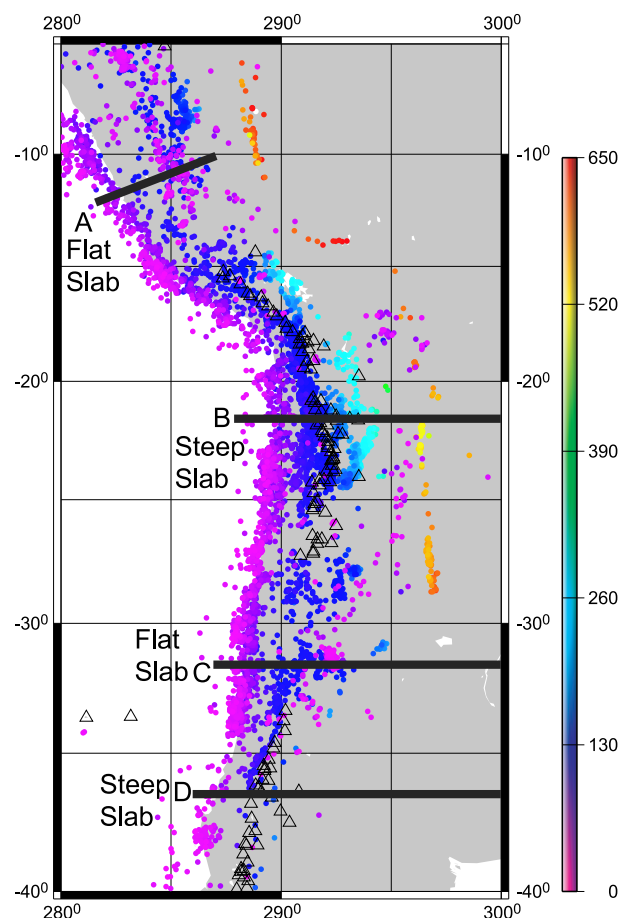 280⁰ 290⁰ 300⁰
-10⁰ -10⁰
650
A
Flat
Slab
520
-20⁰ -20⁰
B
Steep
Slab
390
260
-30⁰ -30⁰
Flat
Slab C
130
Steep D
Slab
-40⁰ -40⁰
0
280⁰ 290⁰ 300⁰